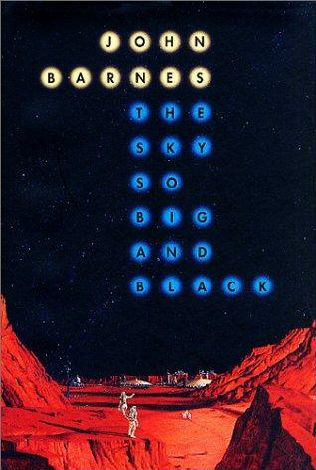 JOHN
BARNES
THE
SKY
SO
BIG
AND
BLACK